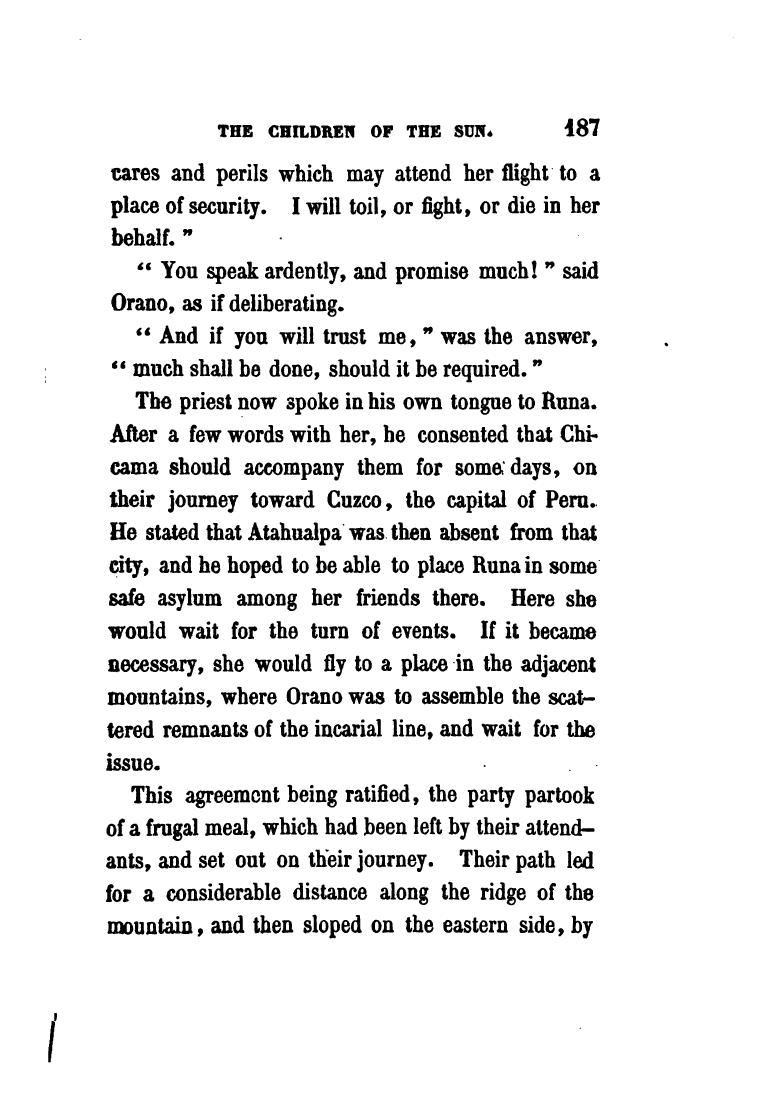 THE CHILDREN OF THE SUN. 187
cares and perils which may attend her flight to a
place of security. I will toil, or fight, or die in her
behalf. ”
“ You speak ardently, and promise much! ” said
Orano, as if deliberating.
“ And if you will trust me, ” was the answer,
“ much shall be done, should it be required. ”
The priest now spoke in his own tongue to Runa.
After a few words with her, he consented that Chi-
cama should accompany them for some days, on
their journey toward Cuzco, the capital of Peru.
He stated that Atahualpa was then absent from that
city, and he hoped to be able to place Runa in some
safe asylum among her friends there. Here she
would wait for the turn of events. If it became
necessary, she would fly to a place in the adjacent
mountains, where Orano was to assemble the scat-
tered remnants of the incarial line, and wait for the
issue.
This agreement being ratified, the party partook
of a frugal meal, which had been left by their attend-
ants, and set out on their journey. Their path led
for a considerable distance along the ridge of the
mountain, and then sloped on the eastern side, by